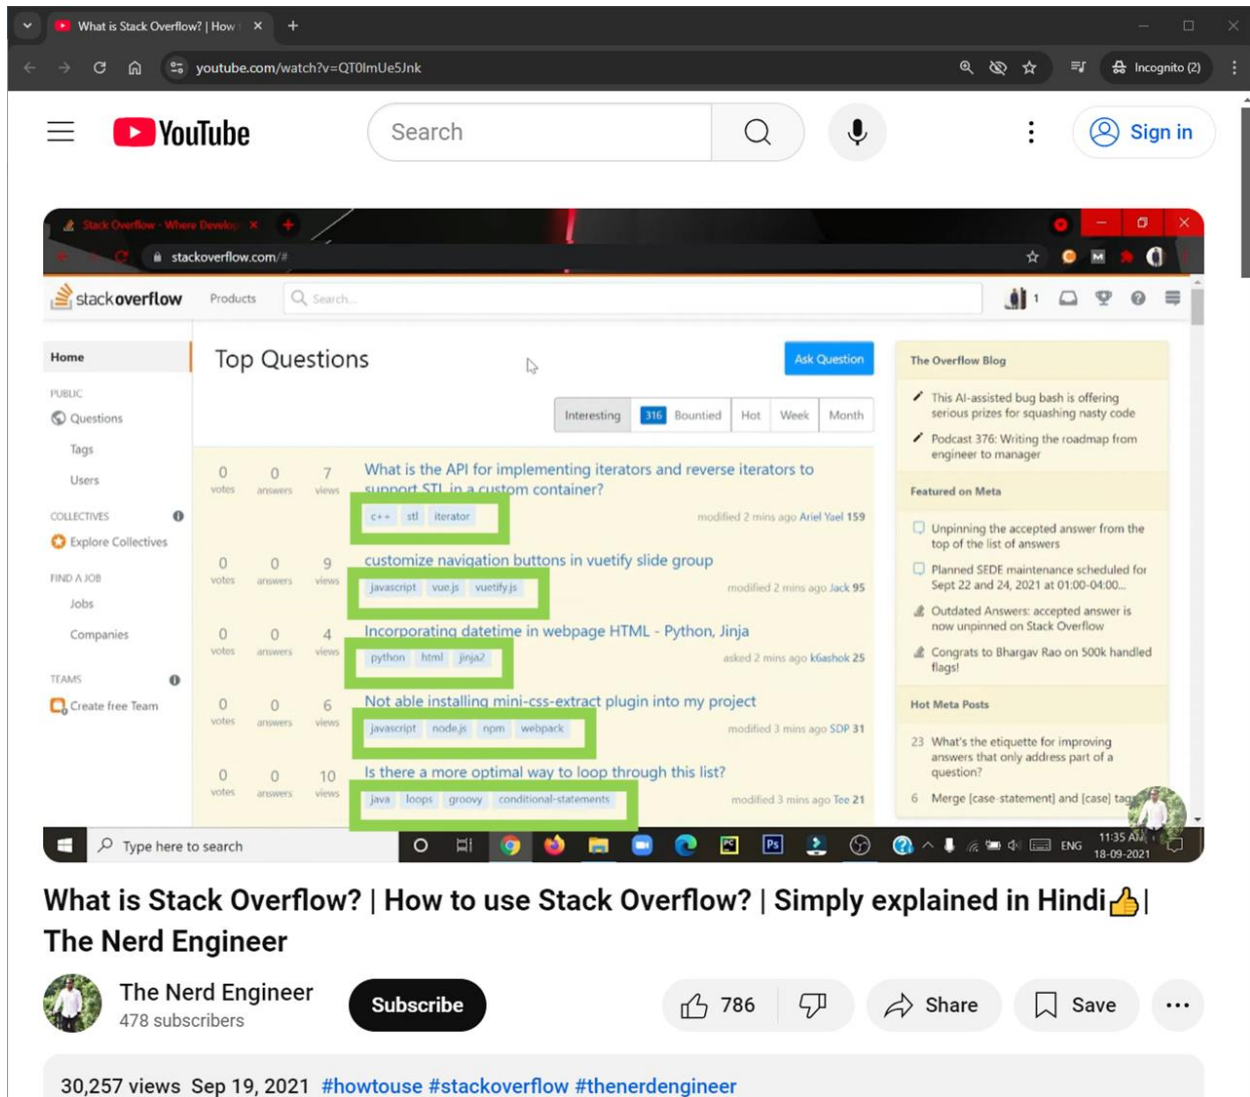 What is Stack Overflow? | How t
youtube.com/watch?v=QT0ImUe5Jnk
Incognito (2)
YouTube
Search
Sign in
Stack Overflow - Where Develop
stackoverflow.com/#
stackoverflow
Products
Search...
1
Home
PUBLIC
Questions
Tags
Users
COLLECTIVES
Explore Collectives
FIND A JOB
Jobs
Companies
TEAMS
Create free Team
Top Questions
Ask Question
Interesting 316 Bountied Hot Week Month
0 votes 0 answers 7 views
What is the API for implementing iterators and reverse iterators to
support STL in a custom container?
c++ stl iterator
modified 2 mins ago Ariel Yael 159
0 votes 0 answers 9 views
customize navigation buttons in vuetify slide group
javascript vue.js vuetify.js
modified 2 mins ago Jack 95
0 votes 0 answers 4 views
Incorporating datetime in webpage HTML - Python, Jinja
python html jinja2
asked 2 mins ago k6ashok 25
0 votes 0 answers 6 views
Not able installing mini-css-extract plugin into my project
javascript node.js npm webpack
modified 3 mins ago SDP 31
0 votes 0 answers 10 views
Is there a more optimal way to loop through this list?
java loops groovy conditional-statements
modified 3 mins ago Tee 21
The Overflow Blog
This AI-assisted bug bash is offering
serious prizes for squashing nasty code
Podcast 376: Writing the roadmap from
engineer to manager
Featured on Meta
Unpinning the accepted answer from the
top of the list of answers
Planned SEDE maintenance scheduled for
Sept 22 and 24, 2021 at 01:00-04:00...
Outdated Answers: accepted answer is
now unpinned on Stack Overflow
Congrats to Bhargav Rao on 500k handled
flags!
Hot Meta Posts
23 What's the etiquette for improving
answers that only address part of a
question?
6 Merge [case-statement] and [case] tags
Type here to search
PC
Ps
ENG
11:35 AM
18-09-2021
What is Stack Overflow? | How to use Stack Overflow? | Simply explained in Hindi👍|
The Nerd Engineer
The Nerd Engineer
478 subscribers
Subscribe
786
Share
Save
30,257 views Sep 19, 2021 #howtouse #stackoverflow #thenerdengineer